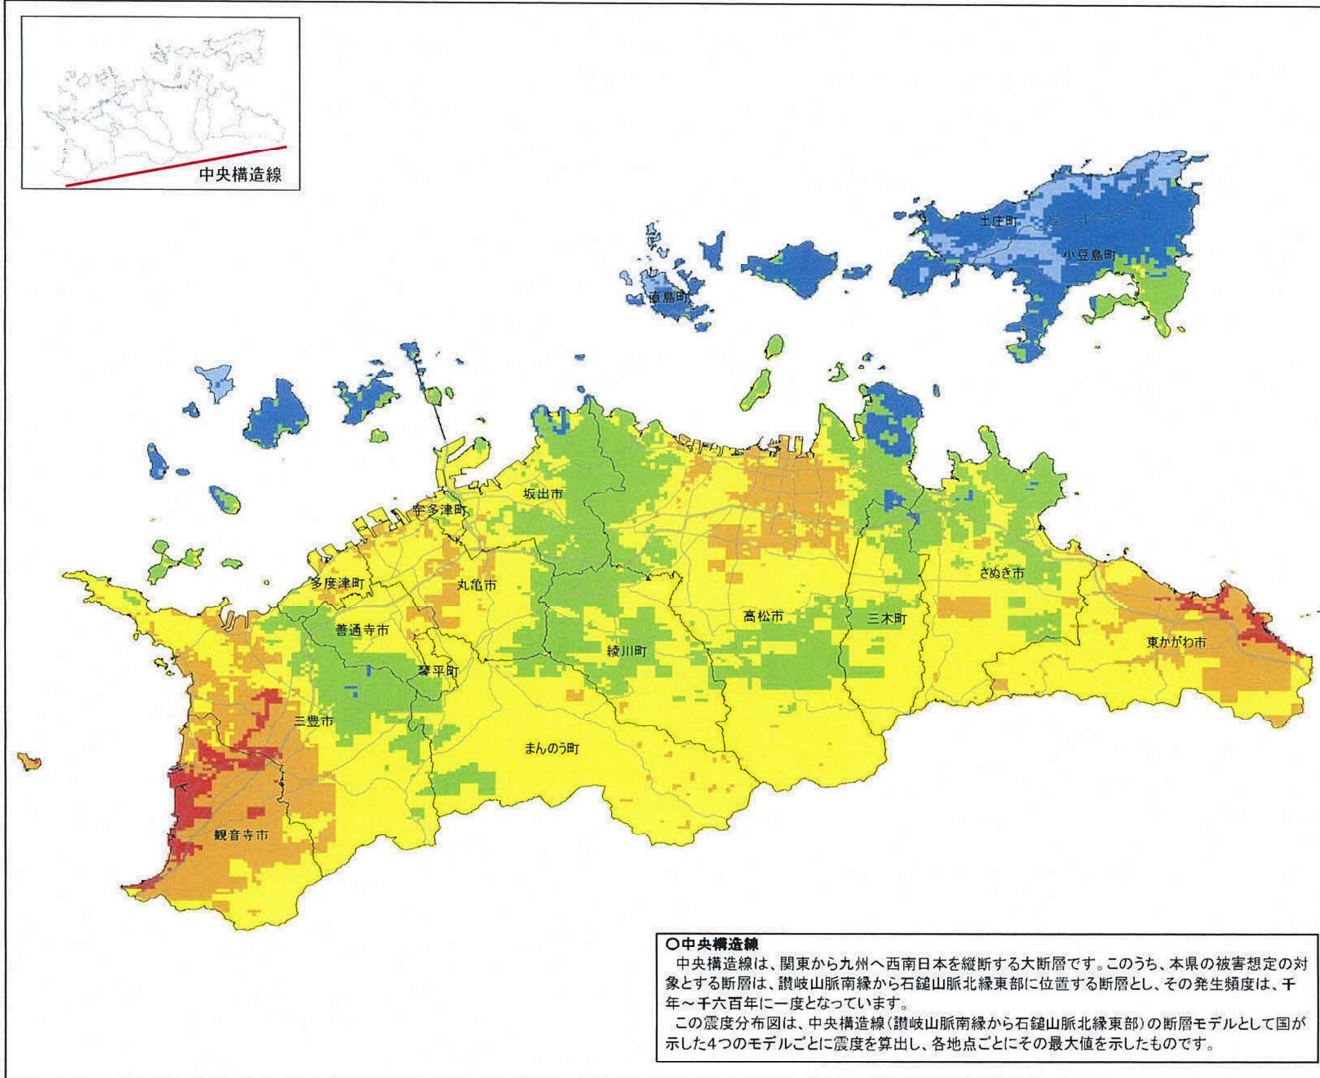 中央構造線
土庄町
小豆島町
直島町
坂出市
宇多津町
多度津町
丸亀市
善通寺市
さぬき市
高松市
三木町
東かがわ市
綾川町
琴平町
三豊市
まんのう町
観音寺市
〇中央構造線
中央構造線は、関東から九州へ西南日本を縦断する大断層です。このうち、本県の被害想定の対
象とする断層は、讃岐山脈南縁から石鎚山脈北縁東部に位置する断層とし、その発生頻度は、千
年～千六百年に一度となっています。
この震度分布図は、中央構造線(讃岐山脈南縁から石鎚山脈北縁東部)の断層モデルとして国が
示した4つのモデルごとに震度を算出し、各地点ごとにその最大値を示したものです。